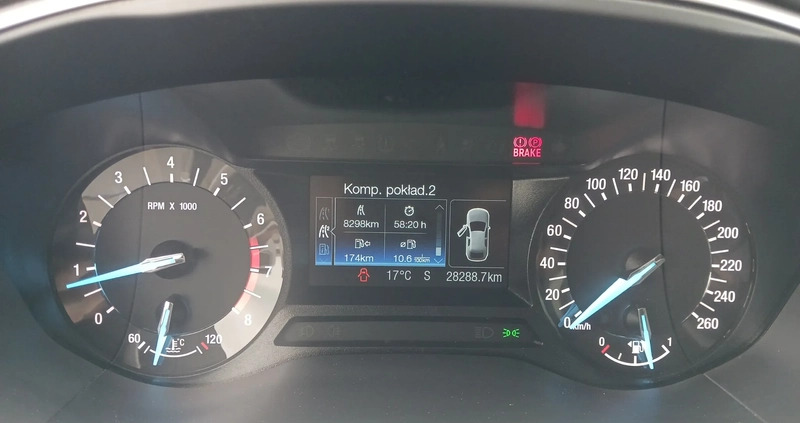 BRAKE
Komp. pokład.2
8298km
58:20 h
174km
10.6 l/100km
17°C S 28288.7km
RPM X 1000
0 1 2 3 4 5 6 7 8
60 °C 120
0 20 40 60 80 100 120 140 160 180 200 220 240 260
km/h
0 1